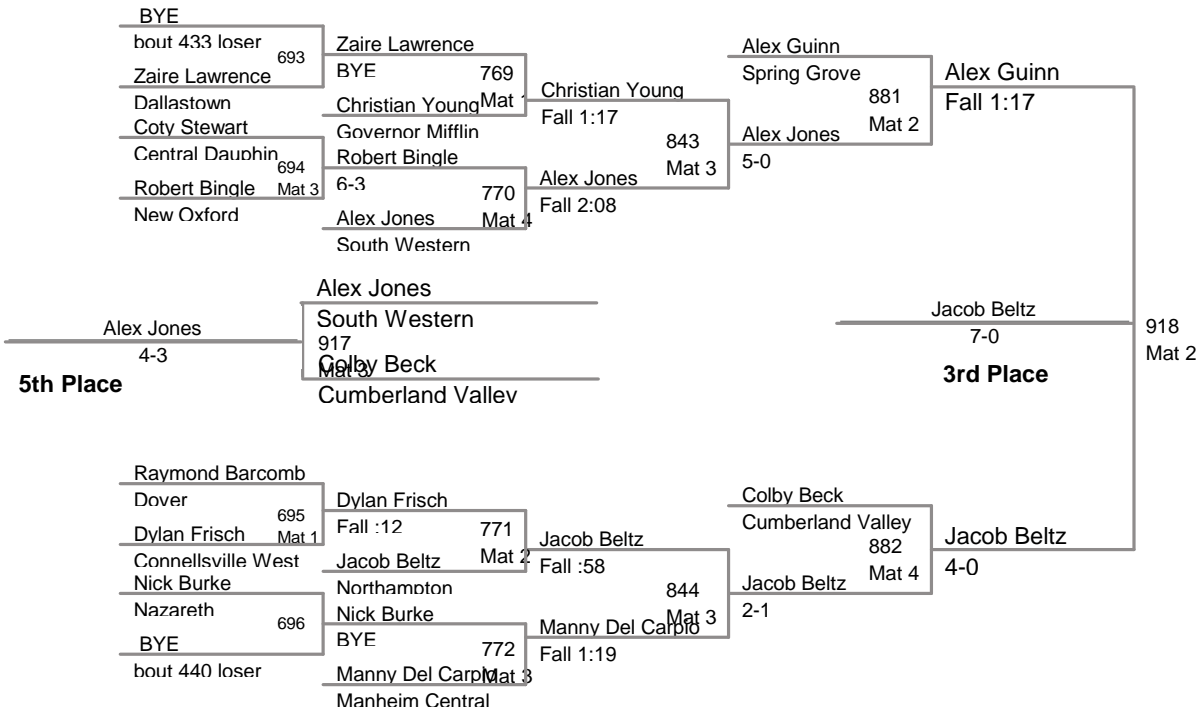 BYE
bout 433 loser
693
Zaire Lawrence
Dallastown
Coty Stewart
Central Dauphin
694
Mat 3
Robert Bingle
New Oxford
Zaire Lawrence
BYE
769
Mat 1
Christian Young
Governor Mifflin
Robert Bingle
6-3
770
Mat 4
Alex Jones
South Western
Christian Young
Fall 1:17
843
Mat 3
Alex Jones
Fall 2:08
Alex Guinn
Spring Grove
881
Mat 2
Alex Jones
5-0
Alex Guinn
Fall 1:17
Alex Jones
South Western
917
Mat 3
Colby Beck
Cumberland Valley
Alex Jones
4-3
5th Place
Jacob Beltz
7-0
3rd Place
918
Mat 2
Raymond Barcomb
Dover
695
Mat 1
Dylan Frisch
Connellsville West
Nick Burke
Nazareth
696
BYE
bout 440 loser
Dylan Frisch
Fall :12
771
Mat 2
Jacob Beltz
Northampton
Nick Burke
BYE
772
Mat 3
Manny Del Carpio
Manheim Central
Jacob Beltz
Fall :58
844
Mat 3
Manny Del Carpio
Fall 1:19
Colby Beck
Cumberland Valley
882
Mat 4
Jacob Beltz
2-1
Jacob Beltz
4-0